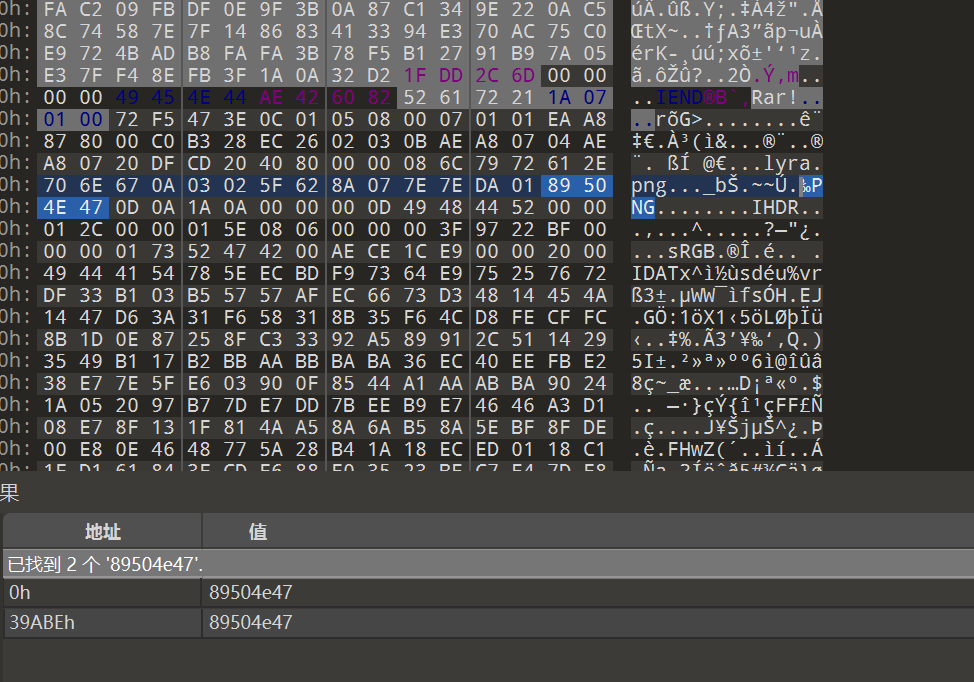 0h: FA C2 09 FB DF 0E 9F 3B 0A 87 C1 34 9E 22 0A C5 úÂ.ûß.Ÿ;.‡Á4ž".Å
0h: 8C 74 58 7E 7F 14 86 83 41 33 94 E3 70 AC 75 C0 ŒtX~..†ƒA3”ãp¬uÀ
0h: E9 72 4B AD B8 FA FA 3B 78 F5 B1 27 91 B9 7A 05
0h: E3 7F F4 8E FB 3F 1A 0A 32 D2 1F DD 2C 6D 00 00 ã.ôŽû?..2Ò.Ý,m..
0h: 00 00 49 45 4E 44 AE 42 60 82 52 61 72 21 1A 07 ..IEND®B`‚Rar!..
0h: 01 00 72 F5 47 3E 0C 01 05 08 00 07 01 01 EA A8 ..rõG>........ê¨
0h: 87 80 00 C0 B3 28 EC 26 02 03 0B AE A8 07 04 AE ‡€.À³(ì&...®¨..®
0h: A8 07 20 DF CD 20 40 80 00 00 08 6C 79 72 61 2E ¨. ßÍ @€...lyra.
0h: 70 6E 67 0A 03 02 5F 62 8A 07 7E 7E DA 01 89 50 png..._bŠ.~~Ú.‰P
0h: 4E 47 0D 0A 1A 0A 00 00 00 0D 49 48 44 52 00 00 NG........IHDR..
0h: 01 2C 00 00 01 5E 08 06 00 00 00 3F 97 22 BF 00 .,...^.....?—"¿.
0h: 00 00 01 73 52 47 42 00 AE CE 1C E9 00 00 20 00 ...sRGB.®Î.é.. .
0h: 49 44 41 54 78 5E EC BD F9 73 64 E9 75 25 76 72 IDATx^ì½ùsdéu%vr
0h: DF 33 B1 03 B5 57 57 AF EC 66 73 D3 48 14 45 4A ß3±.µWW¯ìfsÓH.EJ
0h: 14 47 D6 3A 31 F6 58 31 8B 35 F6 4C D8 FE CF FC .GÖ:1öX1‹5öLØþÏü
0h: 8B 1D 0E 87 25 8F C3 33 92 A5 89 91 2C 51 14 29 ‹..‡%.Ã3’¥‰‘,Q.)
0h: 35 49 B1 17 B2 BB AA BB BA BA 36 EC 40 EE FB E2 5I±.²»ª»ºº6ì@îûâ
0h: 38 E7 7E 5F E6 03 90 0F 85 44 A1 AA AB BA 90 24 8ç~_æ...…D¡ª«º.$
0h: 1A 05 20 97 B7 7D E7 DD 7B EE B9 E7 46 46 A3 D1 .. —·}çÝ{î¹çFF£Ñ
0h: 08 E7 8F 13 1F 81 4A A5 8A 6A B5 8A 5E BF 8F DE .ç....J¥ŠjµŠ^¿.Þ
0h: 00 E8 0E 46 48 77 5A 28 B4 1A 18 EC ED 01 18 C1 .è.FHwZ(´..ìí..Á
果
地址 值
已找到 2 个 '89504e47'.
0h 89504e47
39ABEh 89504e47